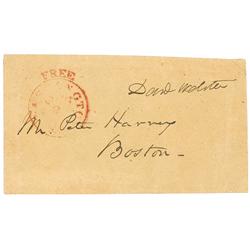 FREE
Danl Webster
Mr. Peter Harvey
Boston